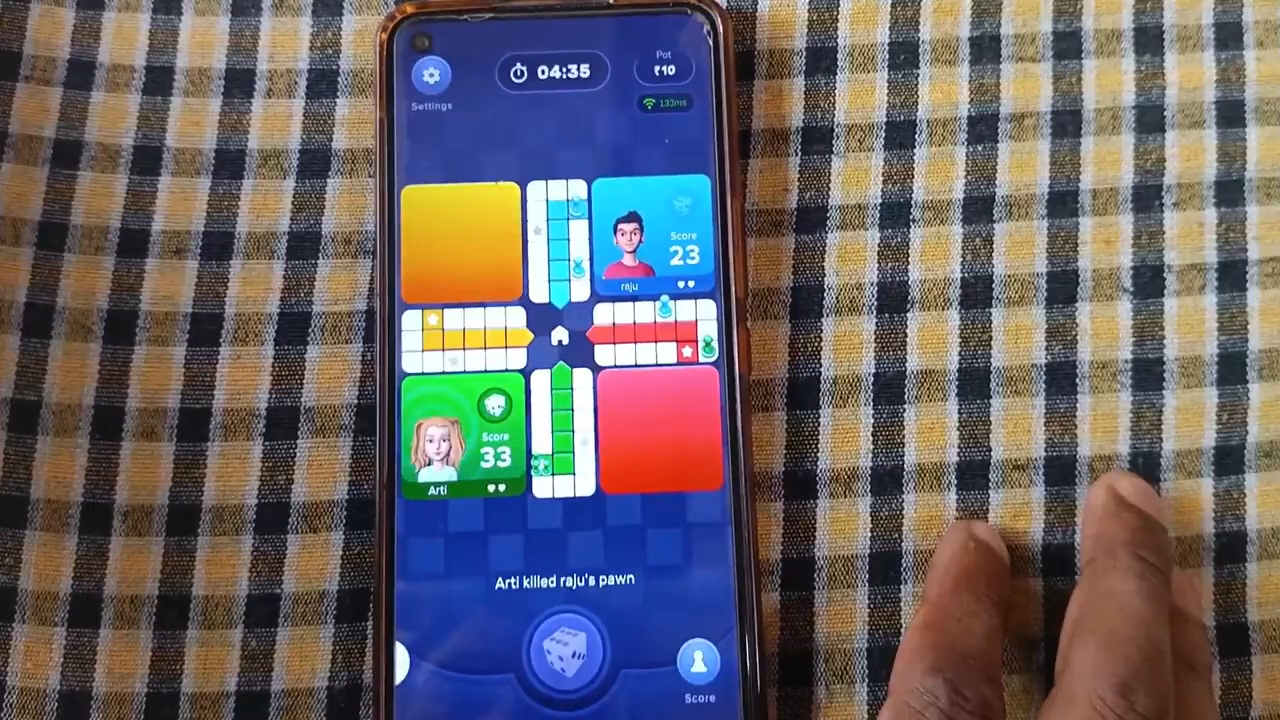 Pot
04:35
₹10
Settings
133ms
Score
23
raju
Score
33
Arti
Arti killed raju's pawn
Score